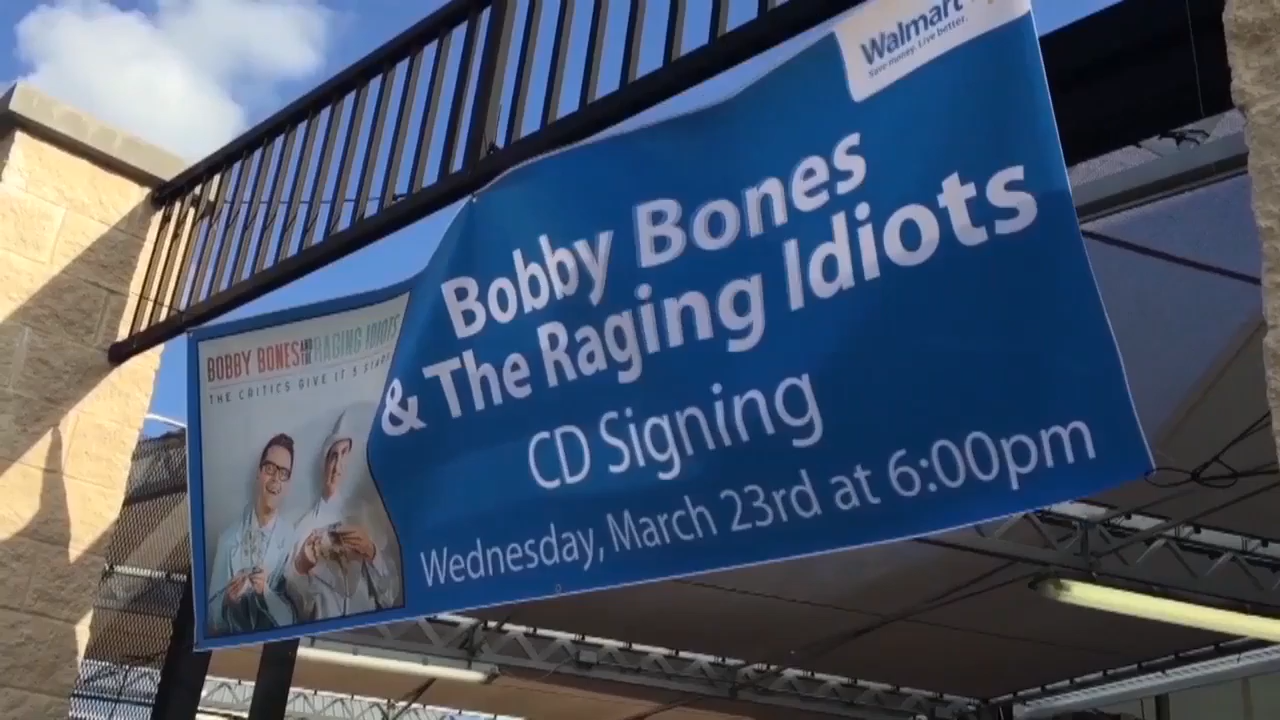 Walmart
Save money. Live better.
Bobby Bones
& The Raging Idiots
CD Signing
Wednesday, March 23rd at 6:00pm
BOBBY BONES AND THE RAGING IDIOTS
THE CRITICS GIVE IT 5 STARS